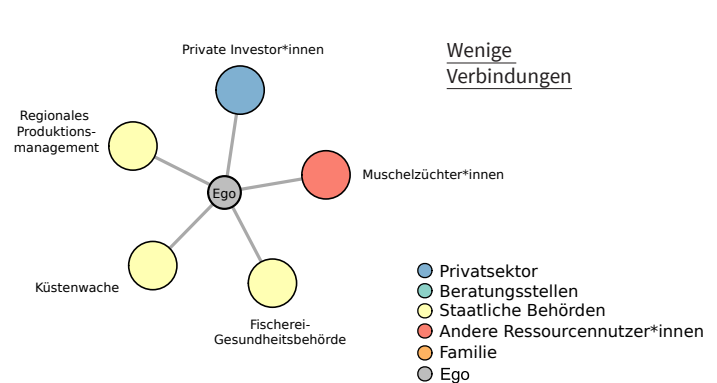 Private Investor*innen
Wenige
Verbindungen
Regionales
Produktions-
management
Muschelzüchter*innen
Ego
Küstenwache
Fischerei-
Gesundheitsbehörde
Privatsektor
Beratungsstellen
Staatliche Behörden
Andere Ressourcennutzer*innen
Familie
Ego